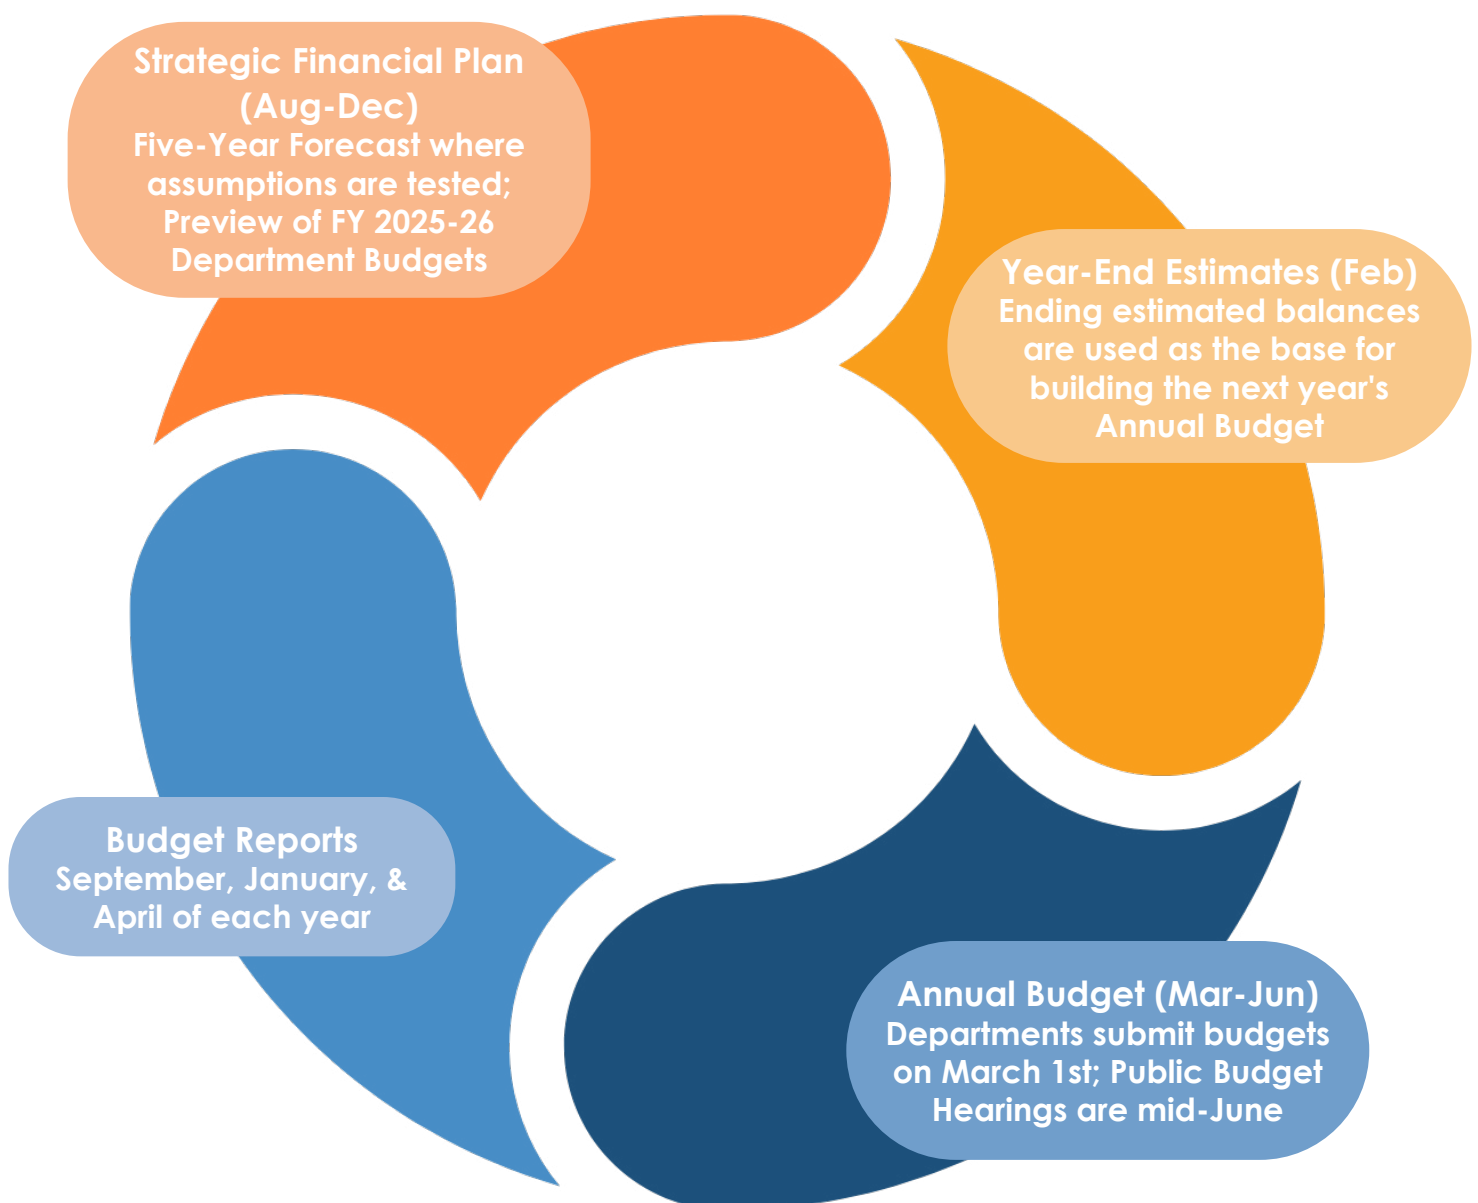 Strategic Financial Plan
(Aug-Dec)
Five-Year Forecast where
assumptions are tested;
Preview of FY 2025-26
Department Budgets
Year-End Estimates (Feb)
Ending estimated balances
are used as the base for
building the next year's
Annual Budget
Annual Budget (Mar-Jun)
Departments submit budgets
on March 1st; Public Budget
Hearings are mid-June
Budget Reports
September, January, &
April of each year